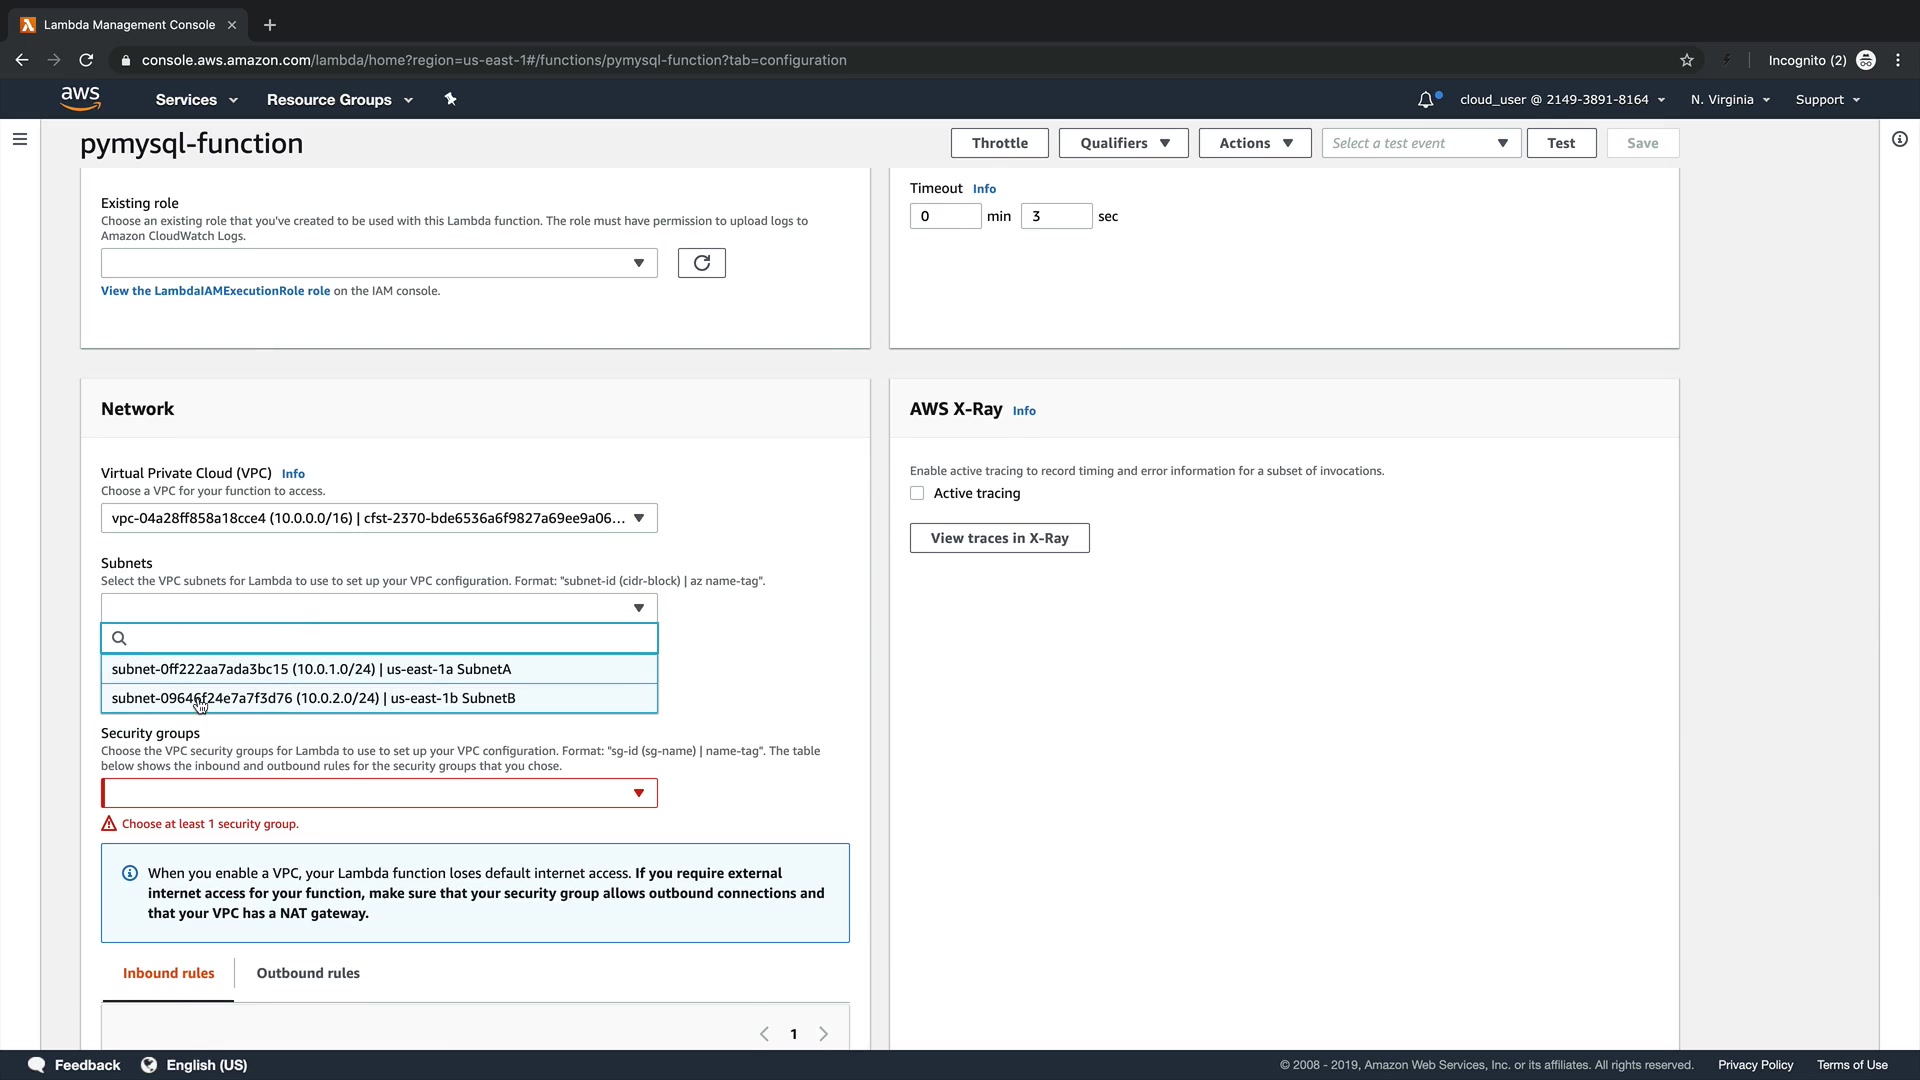 Lambda Management Console
console.aws.amazon.com/lambda/home?region=us-east-1#/functions/pymysql-function?tab=configuration
Incognito (2)
aws
Services
Resource Groups
cloud_user @ 2149-3891-8164
N. Virginia
Support
pymysql-function
Throttle
Qualifiers
Actions
Select a test event
Test
Save
Existing role
Choose an existing role that you've created to be used with this Lambda function. The role must have permission to upload logs to
Amazon CloudWatch Logs.
View the LambdaIAMExecutionRole role on the IAM console.
Timeout Info
0 min 3 sec
Network
Virtual Private Cloud (VPC) Info
Choose a VPC for your function to access.
vpc-04a28ff858a18cce4 (10.0.0.0/16) | cfst-2370-bde6536a6f9827a69ee9a06...
Subnets
Select the VPC subnets for Lambda to use to set up your VPC configuration. Format: "subnet-id (cidr-block) | az name-tag".
subnet-0ff222aa7ada3bc15 (10.0.1.0/24) | us-east-1a SubnetA
subnet-09646f24e7a7f3d76 (10.0.2.0/24) | us-east-1b SubnetB
Security groups
Choose the VPC security groups for Lambda to use to set up your VPC configuration. Format: "sg-id (sg-name) | name-tag". The table
below shows the inbound and outbound rules for the security groups that you chose.
Choose at least 1 security group.
When you enable a VPC, your Lambda function loses default internet access. If you require external
internet access for your function, make sure that your security group allows outbound connections and
that your VPC has a NAT gateway.
Inbound rules
Outbound rules
1
AWS X-Ray Info
Enable active tracing to record timing and error information for a subset of invocations.
Active tracing
View traces in X-Ray
Feedback
English (US)
© 2008 - 2019, Amazon Web Services, Inc. or its affiliates. All rights reserved.
Privacy Policy
Terms of Use